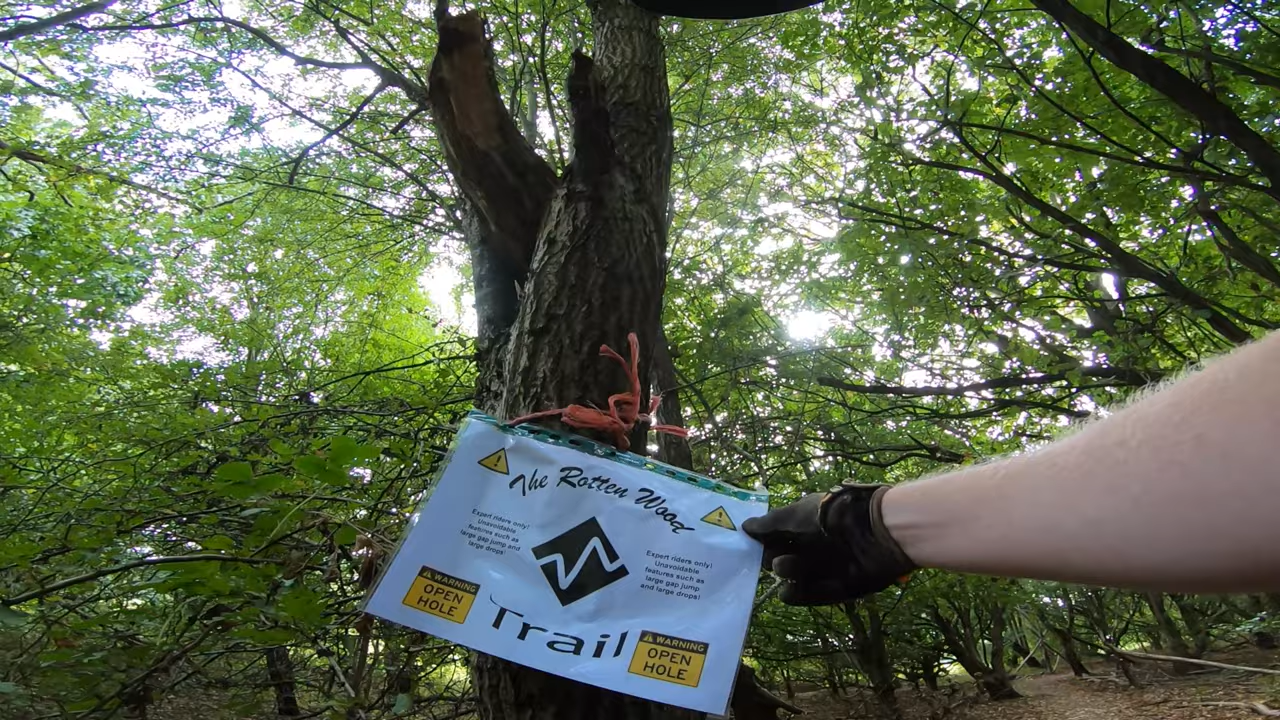 The Rotten Wood
Expert riders only!
Unavoidable
features such as
large gap jump and
large drops!
Expert riders only!
Unavoidable
features such as
large gap jump
and large drops!
WARNING
OPEN
HOLE
Trail
WARNING
OPEN
HOLE